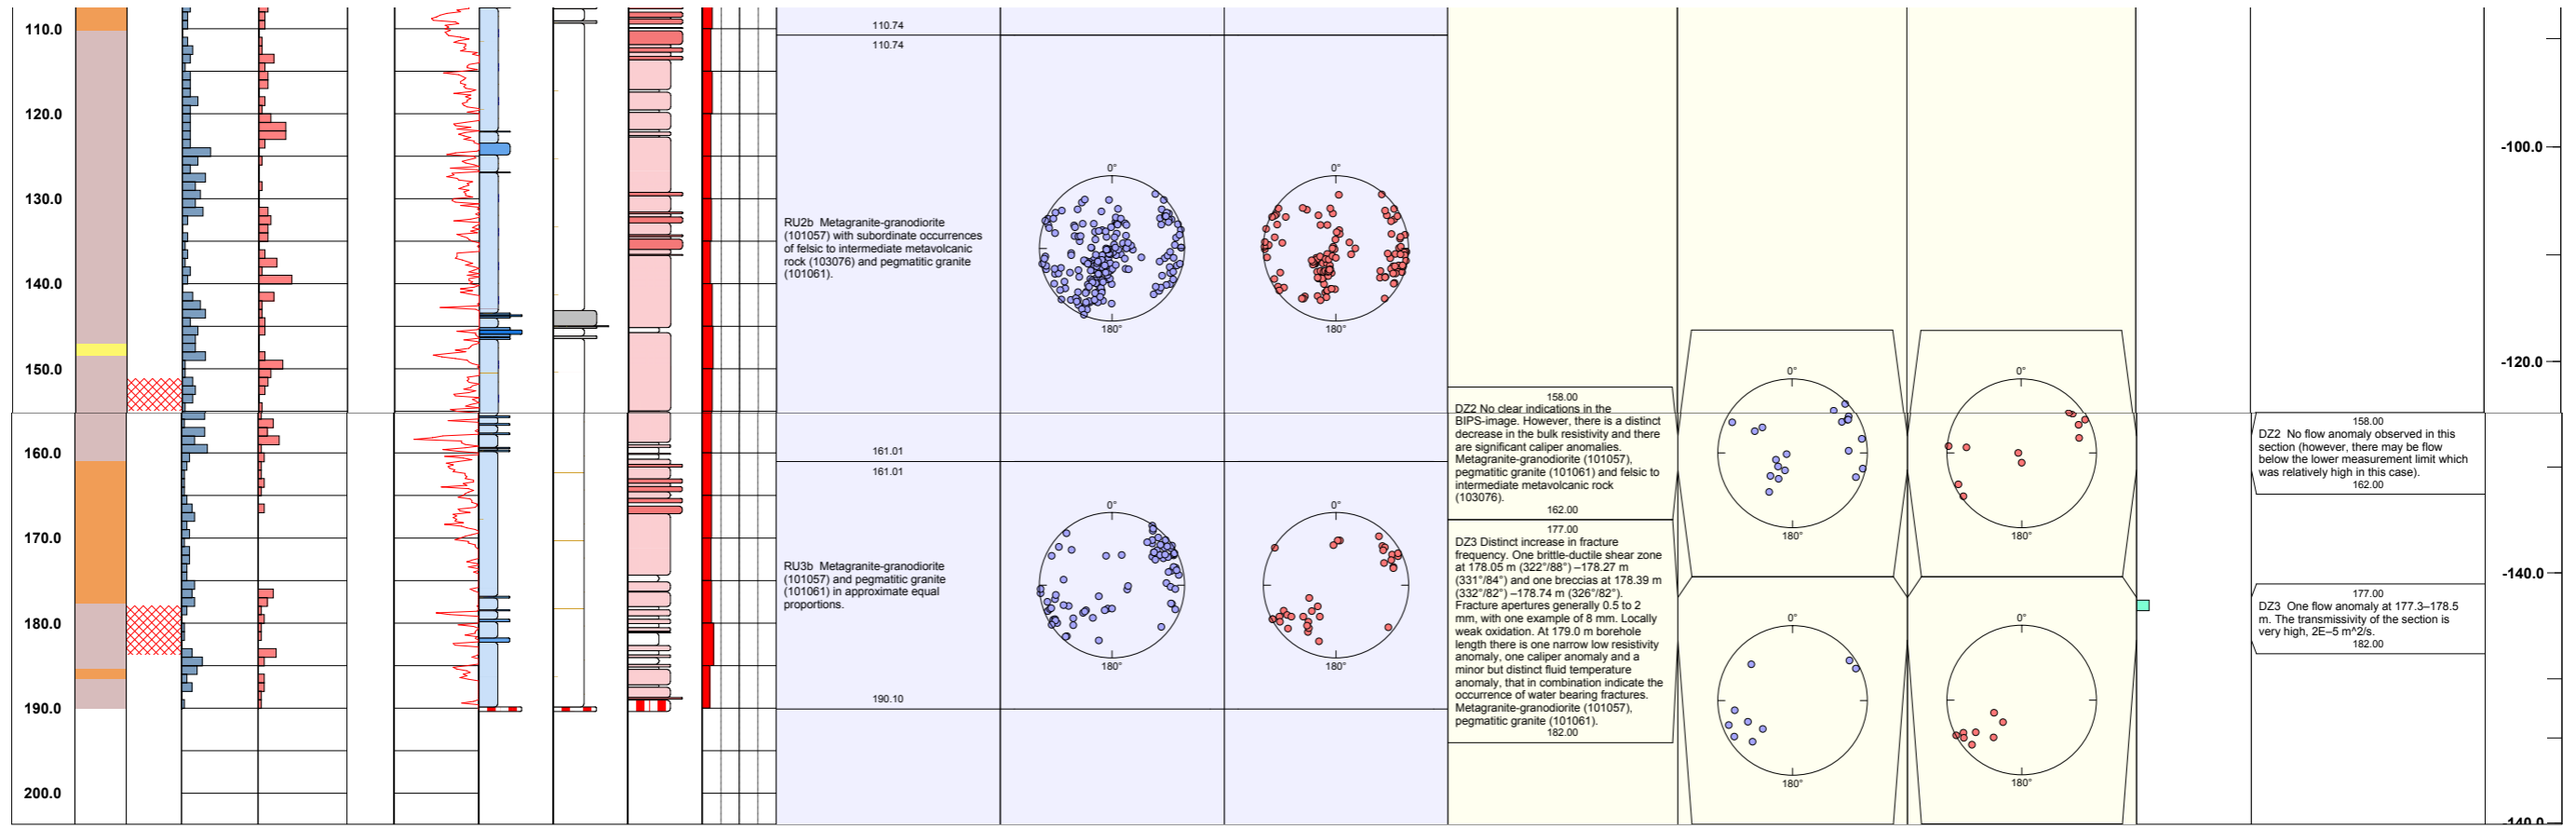 110.0
120.0
130.0
140.0
150.0
160.0
170.0
180.0
190.0
200.0
110.74
110.74
RU2b Metagranite-granodiorite
(101057) with subordinate occurrences
of felsic to intermediate metavolcanic
rock (103076) and pegmatitic granite
(101061).
161.01
161.01
RU3b Metagranite-granodiorite
(101057) and pegmatitic granite
(101061) in approximate equal
proportions.
190.10
0°
180°
0°
180°
0°
180°
0°
180°
158.00
DZ2 No clear indications in the
BIPS-image. However, there is a distinct
decrease in the bulk resistivity and there
are significant caliper anomalies.
Metagranite-granodiorite (101057),
pegmatitic granite (101061) and felsic to
intermediate metavolcanic rock
(103076).
162.00
177.00
DZ3 Distinct increase in fracture
frequency. One brittle-ductile shear zone
at 178.05 m (322°/88°) –178.27 m
(331°/84°) and one breccias at 178.39 m
(332°/82°) –178.74 m (326°/82°).
Fracture apertures generally 0.5 to 2
mm, with one example of 8 mm. Locally
weak oxidation. At 179.0 m borehole
length there is one narrow low resistivity
anomaly, one caliper anomaly and a
minor but distinct fluid temperature
anomaly, that in combination indicate the
occurrence of water bearing fractures.
Metagranite-granodiorite (101057),
pegmatitic granite (101061).
182.00
0°
180°
0°
180°
0°
180°
0°
180°
158.00
DZ2 No flow anomaly observed in this
section (however, there may be flow
below the lower measurement limit which
was relatively high in this case).
162.00
177.00
DZ3 One flow anomaly at 177.3–178.5
m. The transmissivity of the section is
very high, 2E–5 m^2/s.
182.00
-100.0
-120.0
-140.0
-140.0